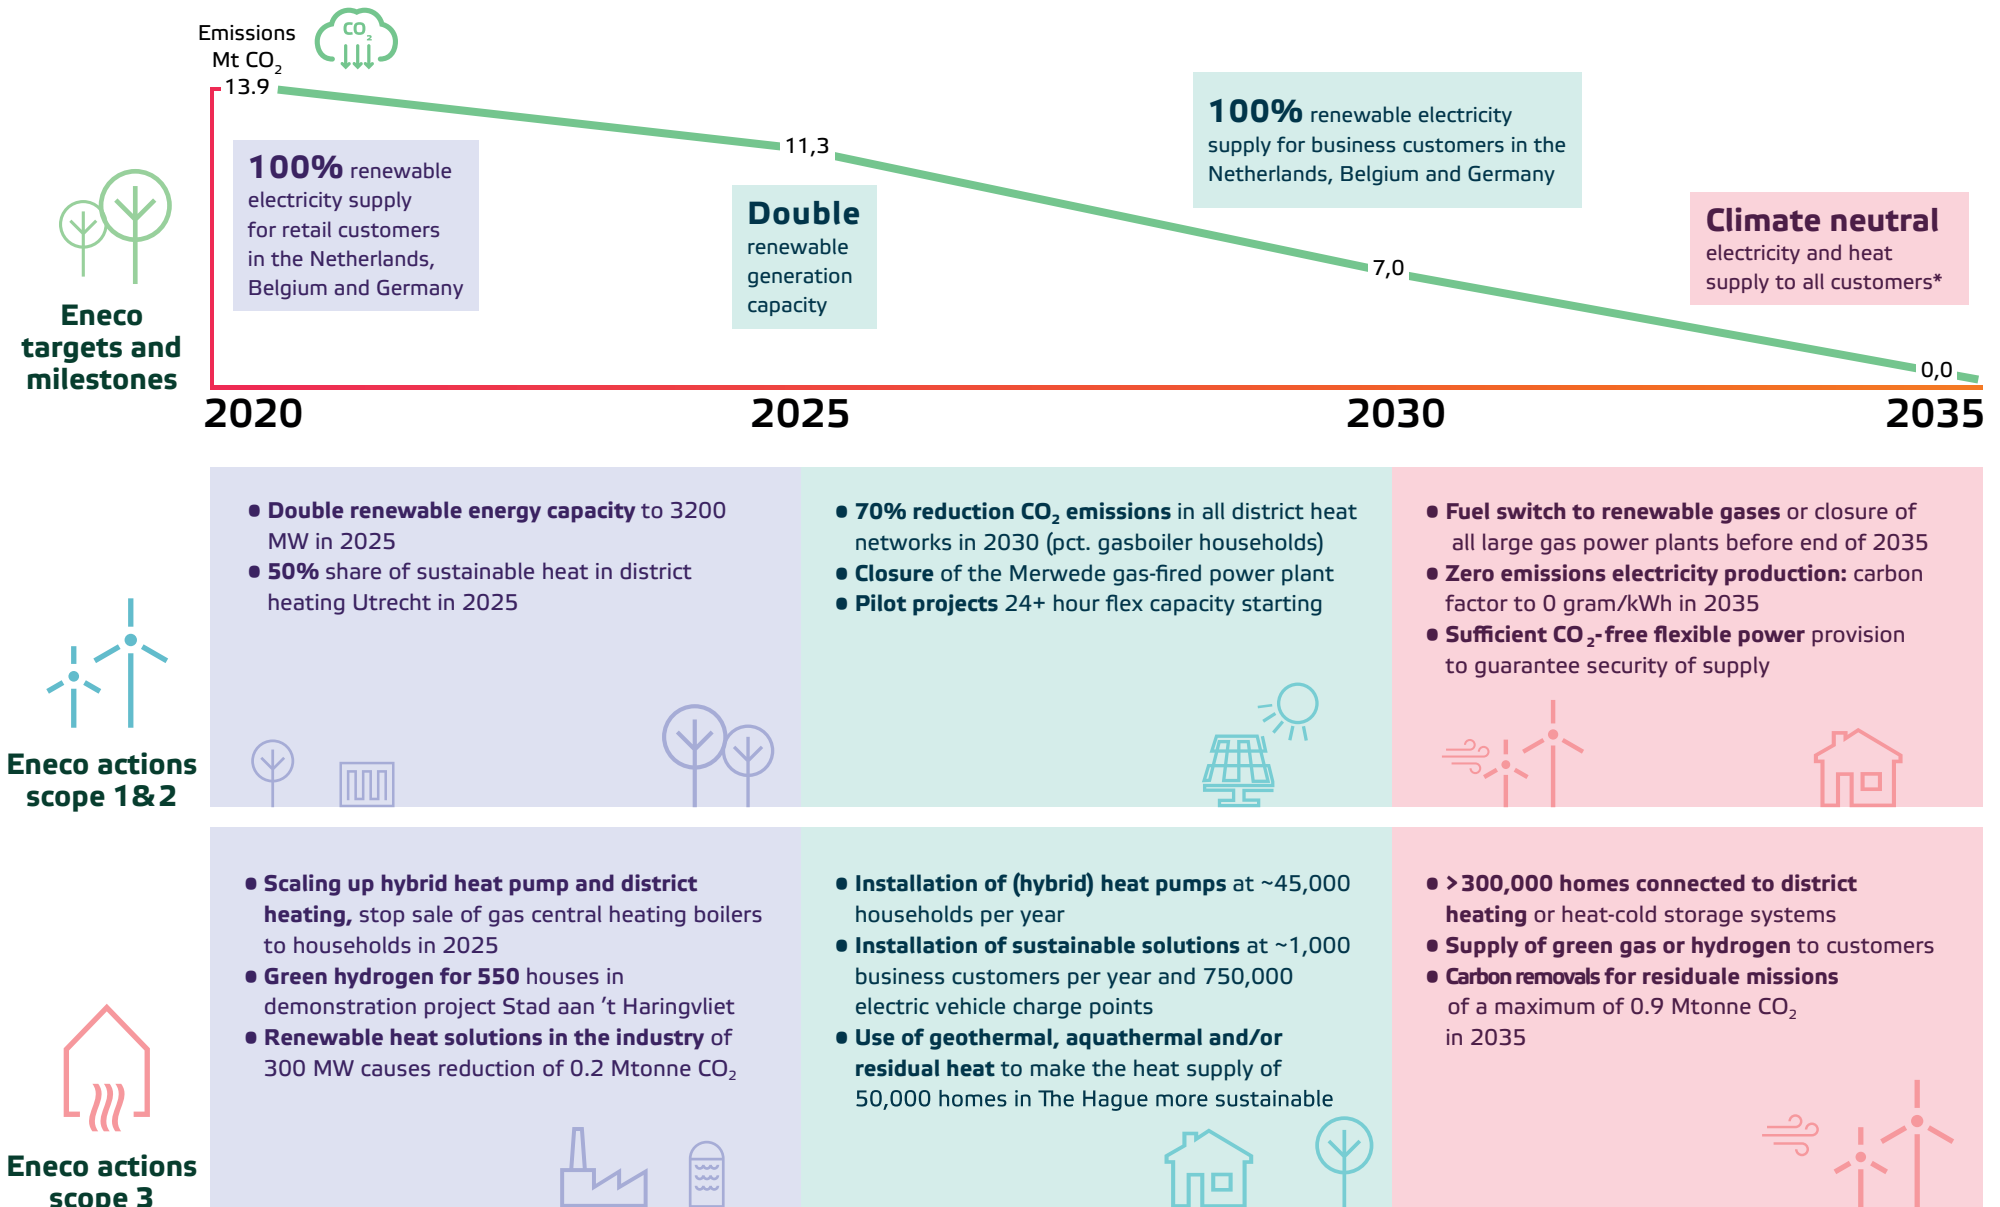 Emissions
Mt CO2
13.9
CO2
11,3
7,0
0,0
100% renewable
electricity supply
for retail customers
in the Netherlands,
Belgium and Germany
Double
renewable
generation
capacity
100% renewable electricity
supply for business customers in the
Netherlands, Belgium and Germany
Climate neutral
electricity and heat
supply to all customers*
Eneco
targets and
milestones
2020
2025
2030
2035
Eneco actions
scope 1&2
• Double renewable energy capacity to 3200
MW in 2025
• 50% share of sustainable heat in district
heating Utrecht in 2025
• 70% reduction CO2 emissions in all district heat
networks in 2030 (pct. gasboiler households)
• Closure of the Merwede gas-fired power plant
• Pilot projects 24+ hour flex capacity starting
• Fuel switch to renewable gases or closure of
all large gas power plants before end of 2035
• Zero emissions electricity production: carbon
factor to 0 gram/kWh in 2035
• Sufficient CO2-free flexible power provision
to guarantee security of supply
Eneco actions
scope 3
• Scaling up hybrid heat pump and district
heating, stop sale of gas central heating boilers
to households in 2025
• Green hydrogen for 550 houses in
demonstration project Stad aan ’t Haringvliet
• Renewable heat solutions in the industry of
300 MW causes reduction of 0.2 Mtonne CO2
• Installation of (hybrid) heat pumps at ~45,000
households per year
• Installation of sustainable solutions at ~1,000
business customers per year and 750,000
electric vehicle charge points
• Use of geothermal, aquathermal and/or
residual heat to make the heat supply of
50,000 homes in The Hague more sustainable
• >300,000 homes connected to district
heating or heat-cold storage systems
• Supply of green gas or hydrogen to customers
• Carbon removals for residuale missions
of a maximum of 0.9 Mtonne CO2
in 2035